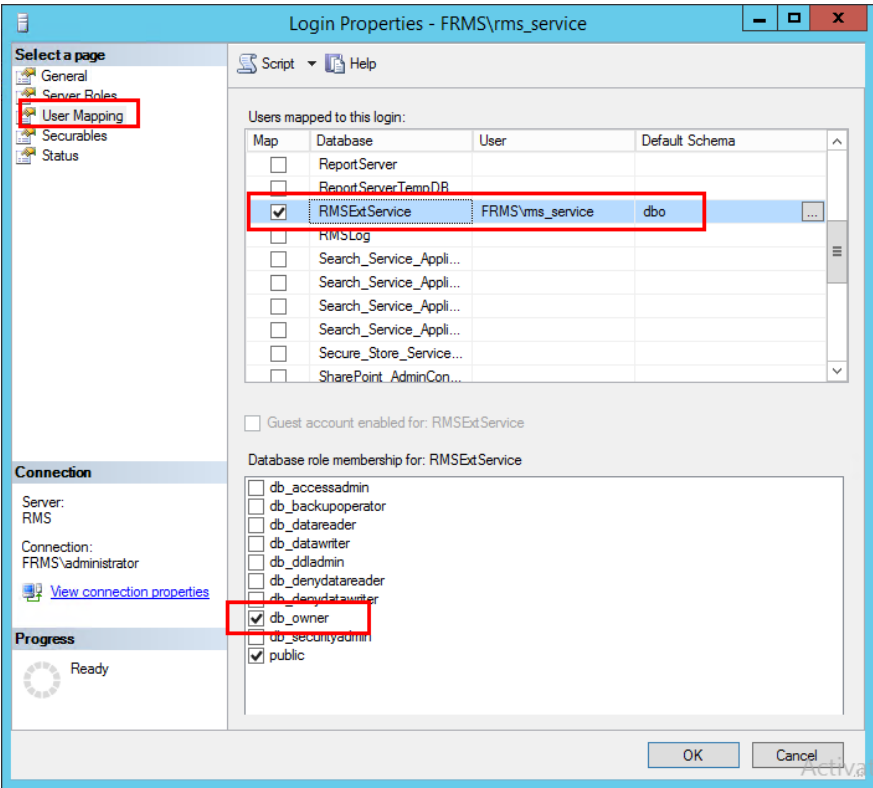 Login Properties - FRMS\rms_service
x
Select a page
General
Server Roles
User Mapping
Securables
Status
Script Help
Users mapped to this login:
Map Database User Default Schema
ReportServer
ReportServerTempDB
RMSExtService FRMS\rms_service dbo ...
RMSLog
Search_Service_Appli...
Search_Service_Appli...
Search_Service_Appli...
Search_Service_Appli...
Secure_Store_Service...
SharePoint_AdminCon...
Guest account enabled for: RMSExtService
Database role membership for: RMSExtService
db_accessadmin
db_backupoperator
db_datareader
db_datawriter
db_ddladmin
db_denydatareader
db_denydatawriter
db_owner
db_securityadmin
public
Connection
Server:
RMS
Connection:
FRMS\administrator
View connection properties
Progress
Ready
OK Cancel